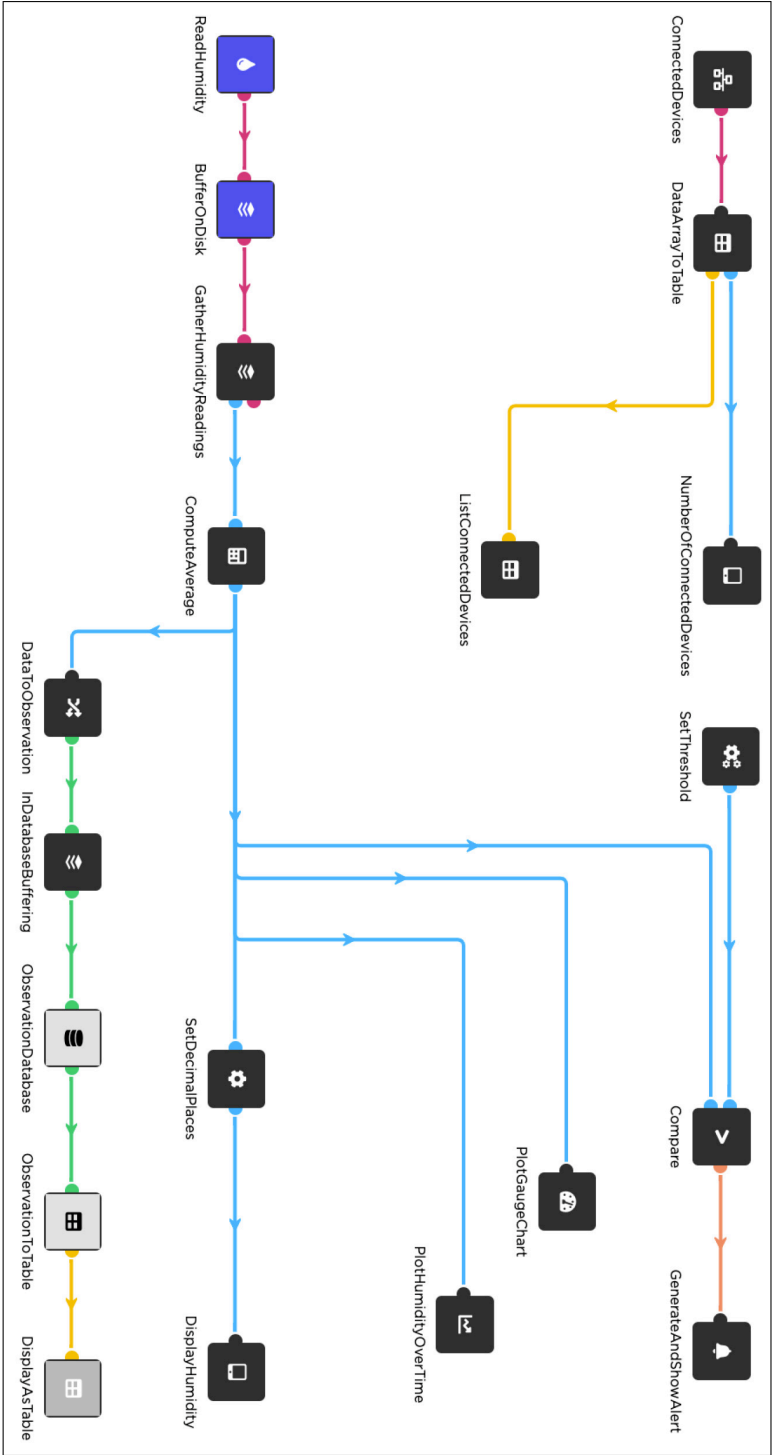 ConnectedDevices
DataArrayToTable
NumberOfConnectedDevices
SetThreshold
Compare
GenerateAndShowAlert
ListConnectedDevices
PlotGaugeChart
PlotHumidityOverTime
ReadHumidity
BufferOnDisk
GatherHumidityReadings
ComputeAverage
SetDecimalPlaces
DisplayHumidity
DataToObservation
InDatabaseBuffering
ObservationDatabase
ObservationToTable
DisplayAsTable